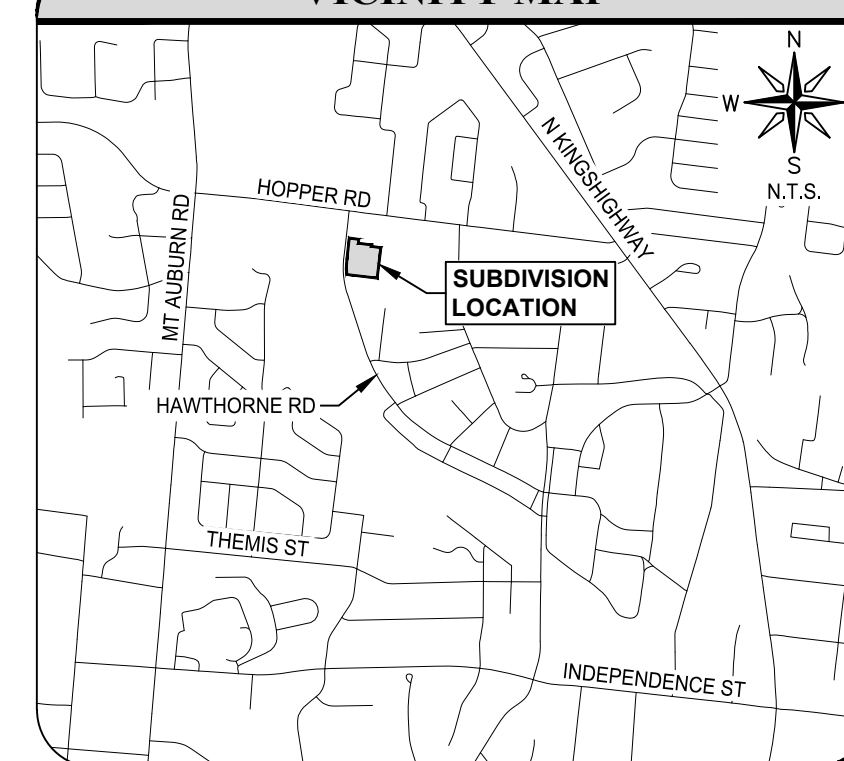 VICINITY MAP
N
W
S
N.T.S.
N KINGSHIGHWAY
HOPPER RD
MT AUBURN RD
SUBDIVISION
LOCATION
HAWTHORNE RD
THEMIS ST
INDEPENDENCE ST